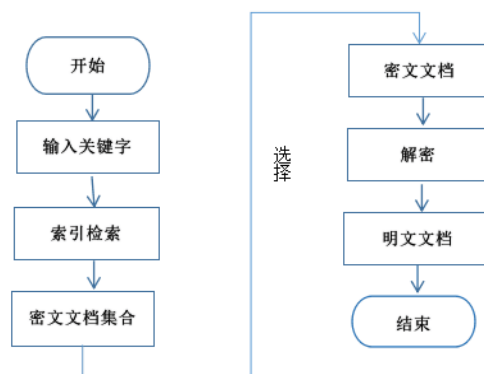 开始
输入关键字
索引检索
密文文档集合
选择
密文文档
解密
明文文档
结束